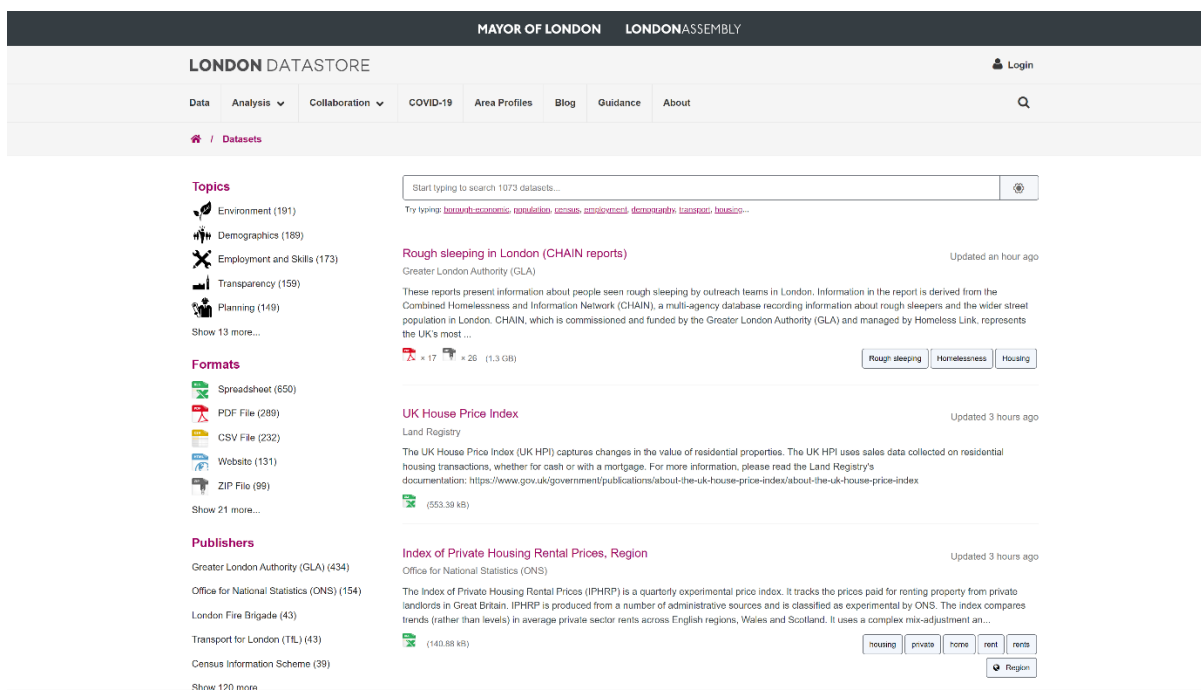 MAYOR OF LONDON LONDONASSEMBLY
LONDON DATASTORE
Login
Data Analysis Collaboration COVID-19 Area Profiles Blog Guidance About
/ Datasets
Topics
Environment (191)
Demographics (189)
Employment and Skills (173)
Transparency (159)
Planning (149)
Show 13 more...
Formats
Spreadsheet (650)
PDF File (289)
CSV File (232)
Website (131)
ZIP File (99)
Show 21 more...
Publishers
Greater London Authority (GLA) (434)
Office for National Statistics (ONS) (154)
London Fire Brigade (43)
Transport for London (TfL) (43)
Census Information Scheme (39)
Show 120 more
Start typing to search 1073 datasets...
Try typing: borough-economic, population, census, employment, demography, transport, housing...
Rough sleeping in London (CHAIN reports)
Updated an hour ago
Greater London Authority (GLA)
These reports present information about people seen rough sleeping by outreach teams in London. Information in the report is derived from the
Combined Homelessness and Information Network (CHAIN), a multi-agency database recording information about rough sleepers and the wider street
population in London. CHAIN, which is commissioned and funded by the Greater London Authority (GLA) and managed by Homeless Link, represents
the UK's most ...
× 17 × 26 (1.3 GB)
Rough sleeping Homelessness Housing
UK House Price Index
Updated 3 hours ago
Land Registry
The UK House Price Index (UK HPI) captures changes in the value of residential properties. The UK HPI uses sales data collected on residential
housing transactions, whether for cash or with a mortgage. For more information, please read the Land Registry's
documentation: https://www.gov.uk/government/publications/about-the-uk-house-price-index/about-the-uk-house-price-index
(553.39 kB)
Index of Private Housing Rental Prices, Region
Updated 3 hours ago
Office for National Statistics (ONS)
The Index of Private Housing Rental Prices (IPHRP) is a quarterly experimental price index. It tracks the prices paid for renting property from private
landlords in Great Britain. IPHRP is produced from a number of administrative sources and is classified as experimental by ONS. The index compares
trends (rather than levels) in average private sector rents across English regions, Wales and Scotland. It uses a complex mix-adjustment an...
(140.88 kB)
housing private home rent rents
Region